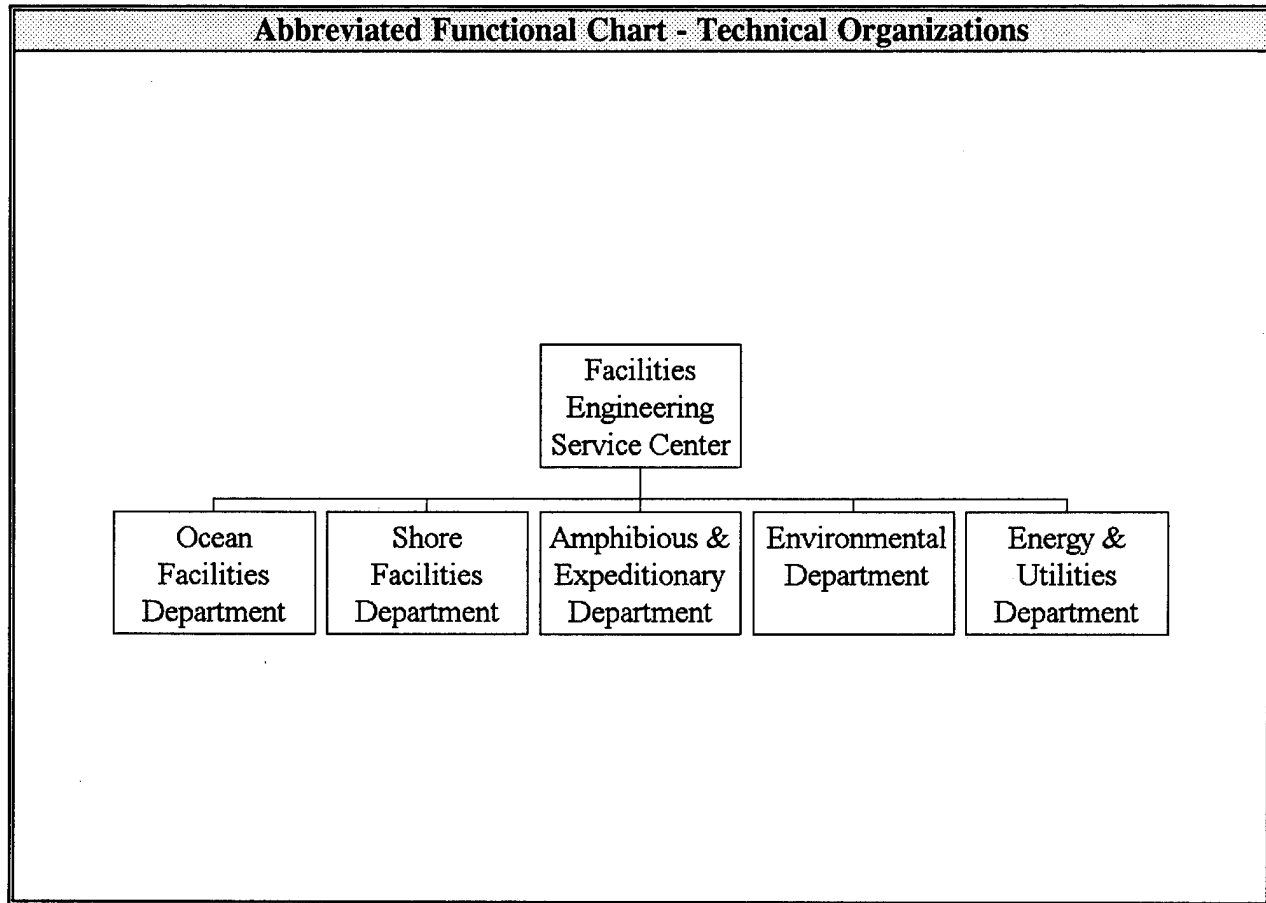 Abbreviated Functional Chart - Technical Organizations
Facilities
Engineering
Service Center
Ocean
Facilities
Department
Shore
Facilities
Department
Amphibious &
Expeditionary
Department
Environmental
Department
Energy &
Utilities
Department